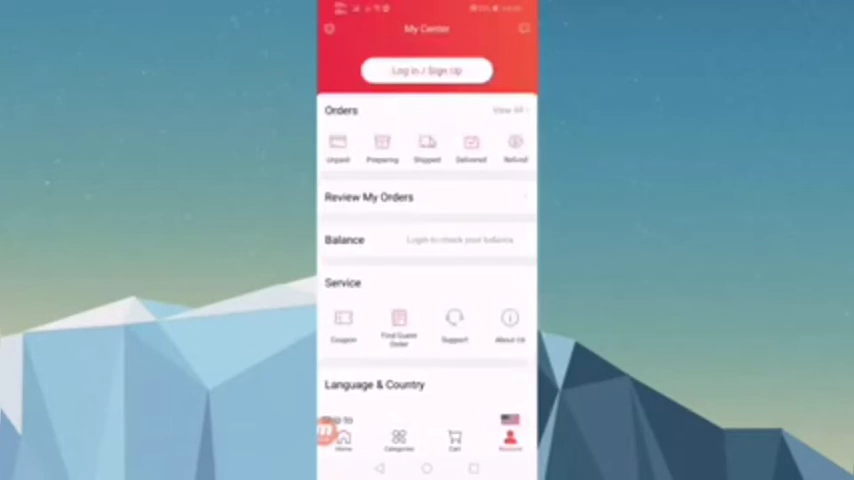 My Center
Log in / Sign Up
Orders
View All
Unpaid
Preparing
Shipped
Delivered
Refund
Review My Orders
Balance
Login to check your balance
Service
Coupon
Find Guest Order
Support
About Us
Language & Country
Ship to
Home
Categories
Cart
Account